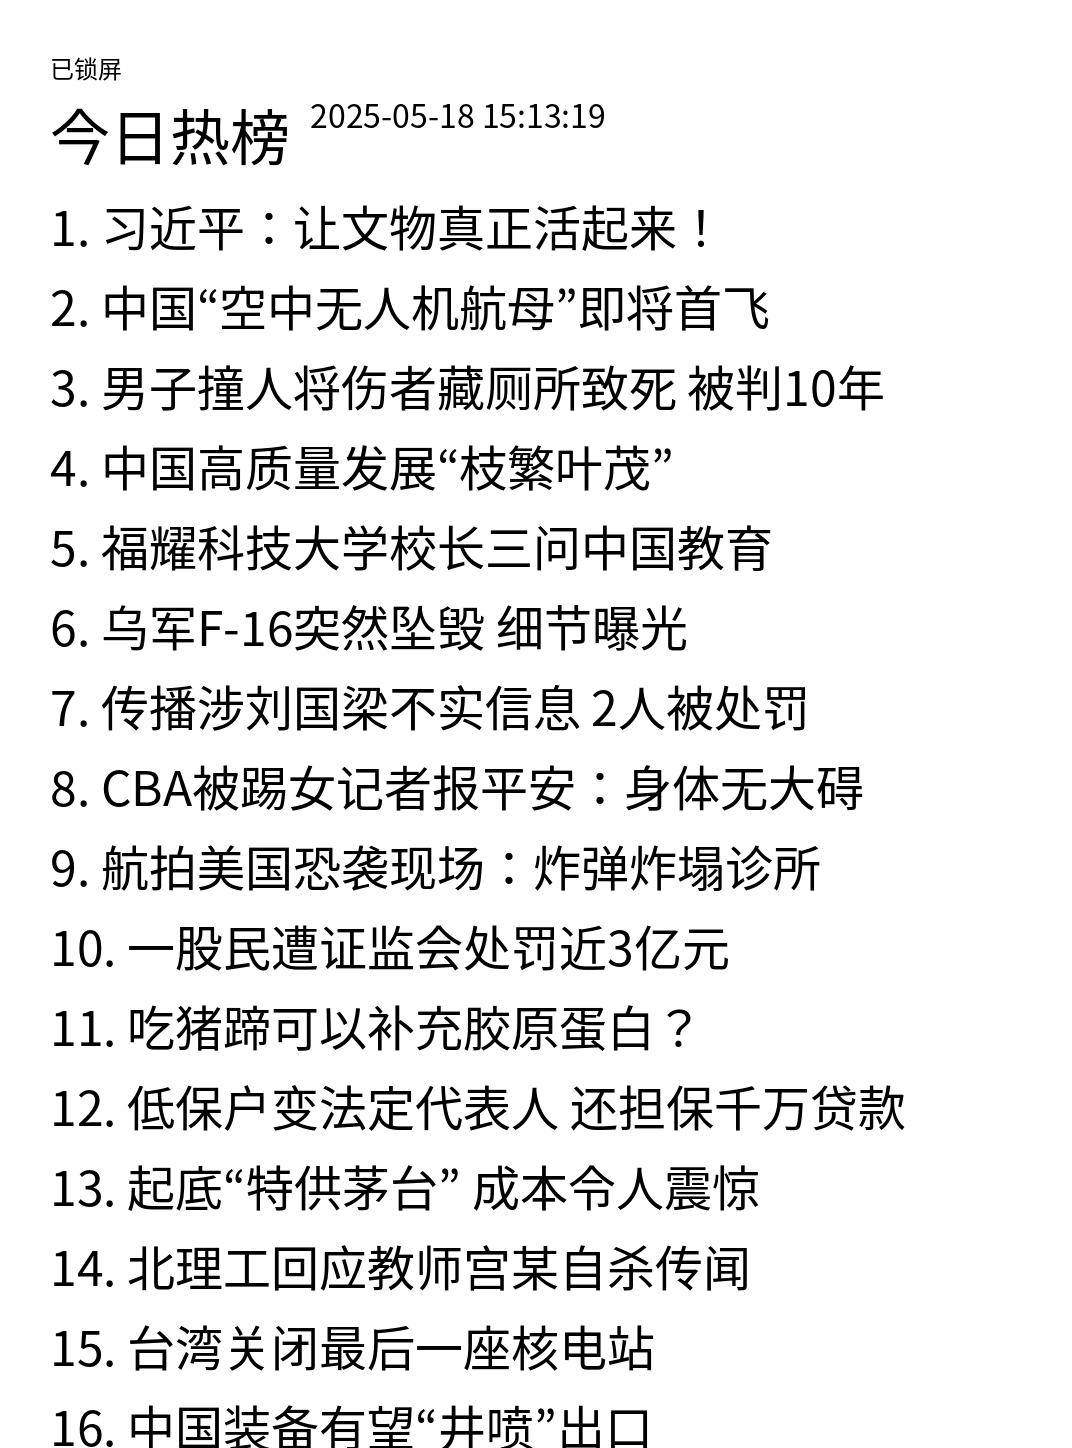 已锁屏
今日热榜 2025-05-18 15:13:19
1. 习近平：让文物真正活起来！
2. 中国“空中无人机航母”即将首飞
3. 男子撞人将伤者藏厕所致死 被判10年
4. 中国高质量发展“枝繁叶茂”
5. 福耀科技大学校长三问中国教育
6. 乌军F-16突然坠毁 细节曝光
7. 传播涉刘国梁不实信息 2人被处罚
8. CBA被踢女记者报平安：身体无大碍
9. 航拍美国恐袭现场：炸弹炸塌诊所
10. 一股民遭证监会处罚近3亿元
11. 吃猪蹄可以补充胶原蛋白？
12. 低保户变法定代表人 还担保千万贷款
13. 起底“特供茅台” 成本令人震惊
14. 北理工回应教师宫某自杀传闻
15. 台湾关闭最后一座核电站
16. 中国装备有望“井喷”出口